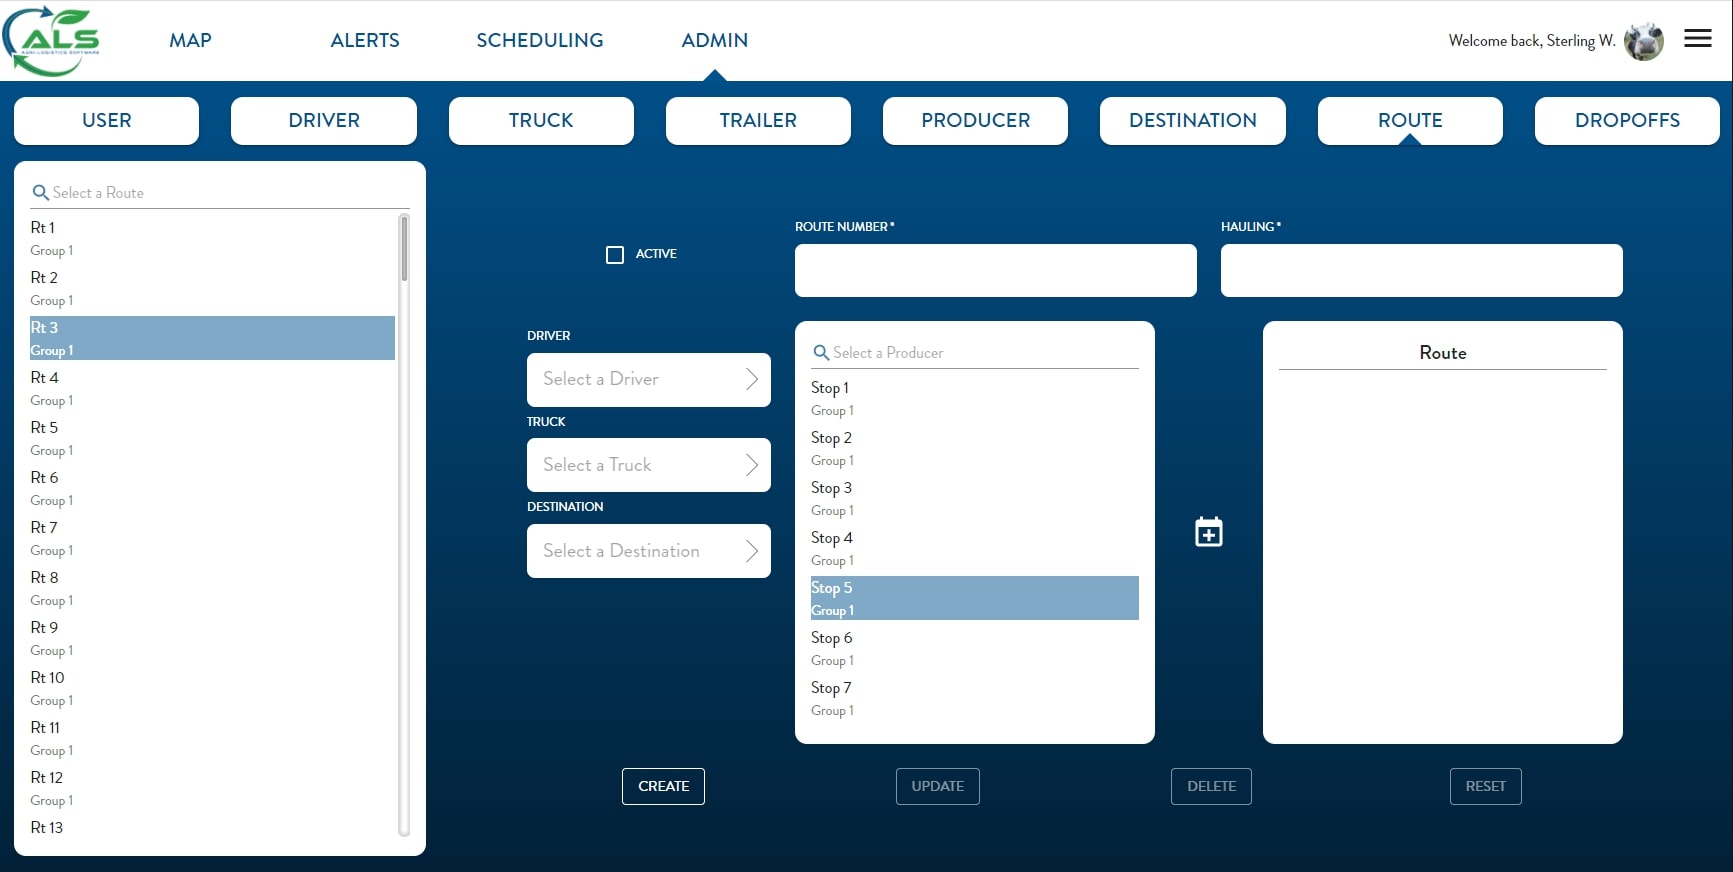 ALS
AGRI-LOGISTICS SOFTWARE
MAP
ALERTS
SCHEDULING
ADMIN
Welcome back, Sterling W.
USER
DRIVER
TRUCK
TRAILER
PRODUCER
DESTINATION
ROUTE
DROPOFFS
Select a Route
Rt 1
Group 1
Rt 2
Group 1
Rt 3
Group 1
Rt 4
Group 1
Rt 5
Group 1
Rt 6
Group 1
Rt 7
Group 1
Rt 8
Group 1
Rt 9
Group 1
Rt 10
Group 1
Rt 11
Group 1
Rt 12
Group 1
Rt 13
ACTIVE
ROUTE NUMBER*
HAULING*
DRIVER
Select a Driver
TRUCK
Select a Truck
DESTINATION
Select a Destination
Select a Producer
Stop 1
Group 1
Stop 2
Group 1
Stop 3
Group 1
Stop 4
Group 1
Stop 5
Group 1
Stop 6
Group 1
Stop 7
Group 1
Route
CREATE
UPDATE
DELETE
RESET